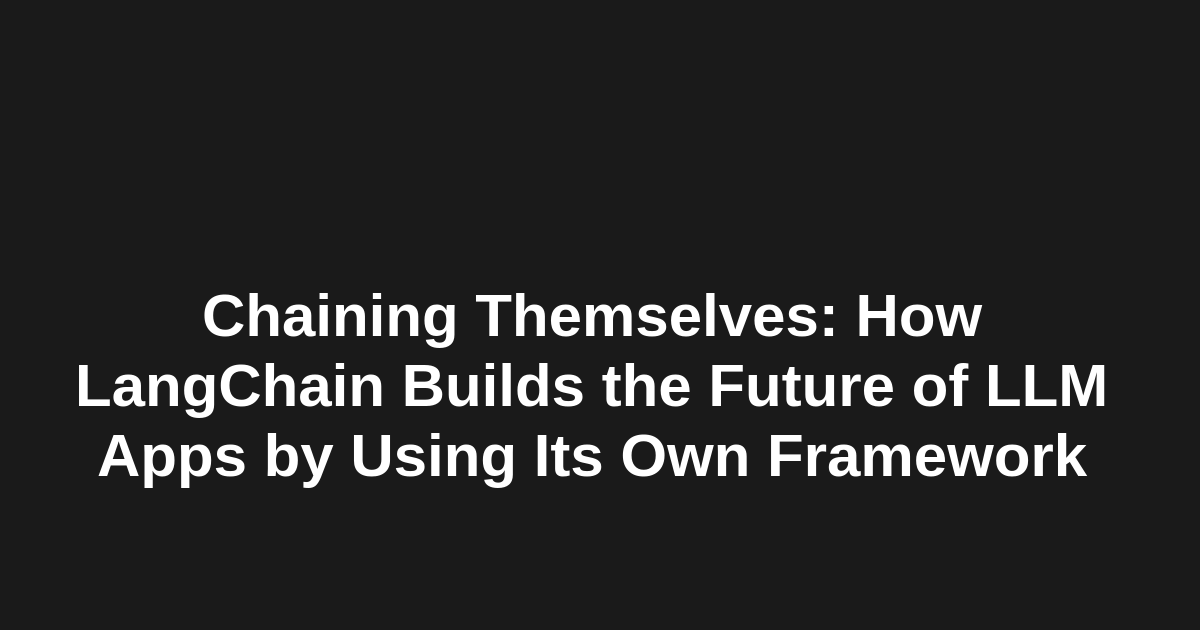 Chaining Themselves: How
LangChain Builds the Future of LLM
Apps by Using Its Own Framework